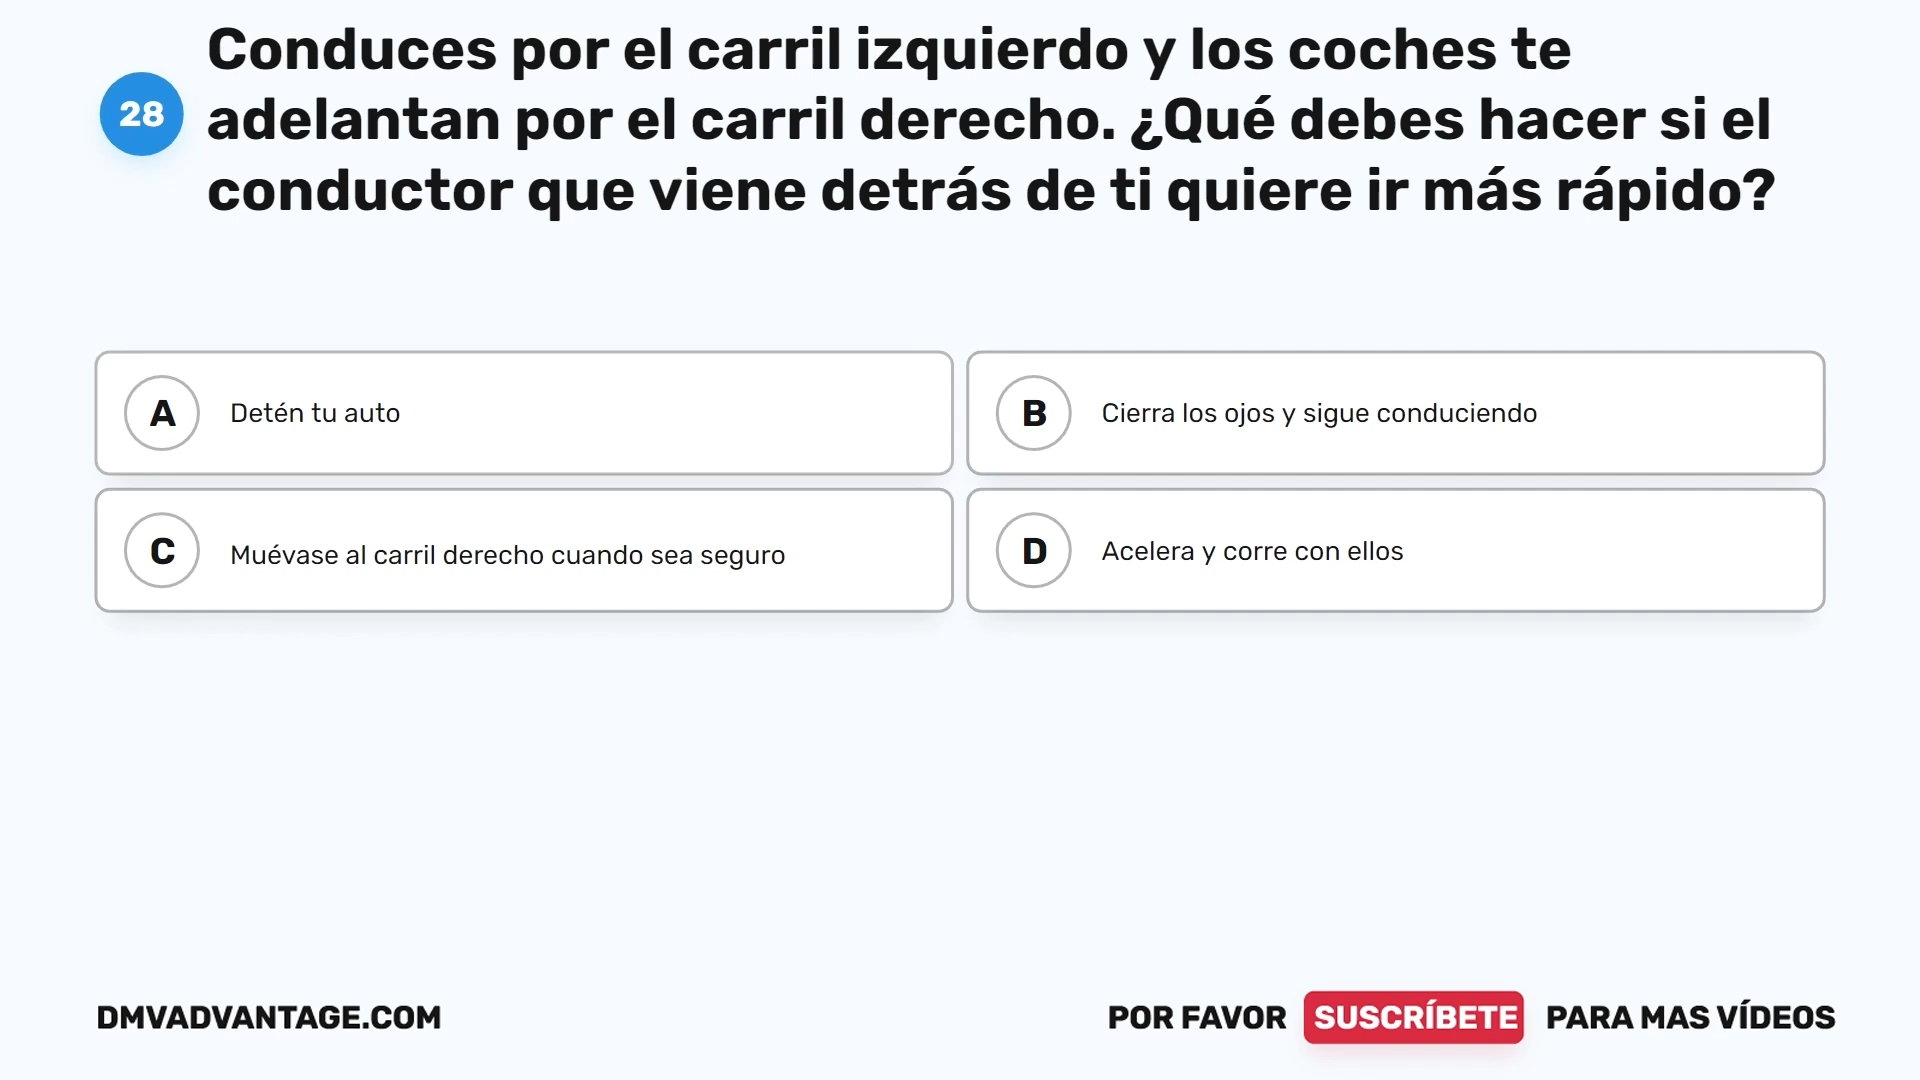 28
Conduces por el carril izquierdo y los coches te
adelantan por el carril derecho. ¿Qué debes hacer si el
conductor que viene detrás de ti quiere ir más rápido?
A Detén tu auto
B Cierra los ojos y sigue conduciendo
C Muévase al carril derecho cuando sea seguro
D Acelera y corre con ellos
DMVADVANTAGE.COM
POR FAVOR SUSCRÍBETE PARA MAS VÍDEOS